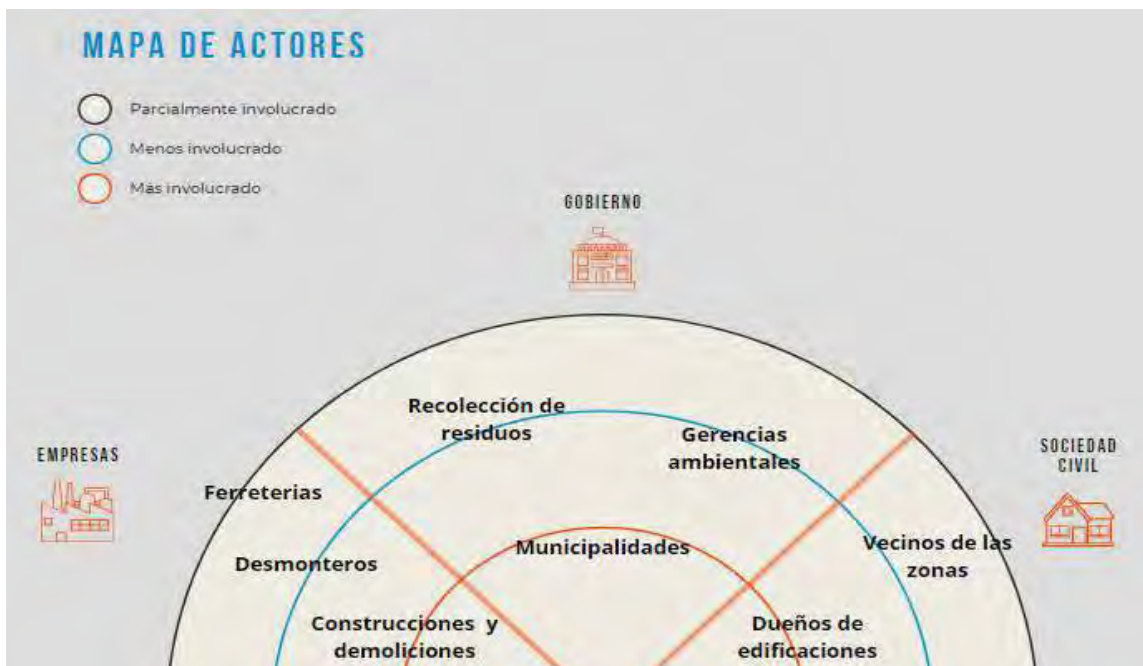 MAPA DE ACTORES
Parcialmente involucrado
Menos involucrado
Más involucrado
GOBIERNO
EMPRESAS
SOCIEDAD
CIVIL
Recolección de
residuos
Gerencias
ambientales
Ferreterias
Desmonteros
Municipalidades
Vecinos de las
zonas
Construcciones y
demoliciones
Dueños de
edificaciones